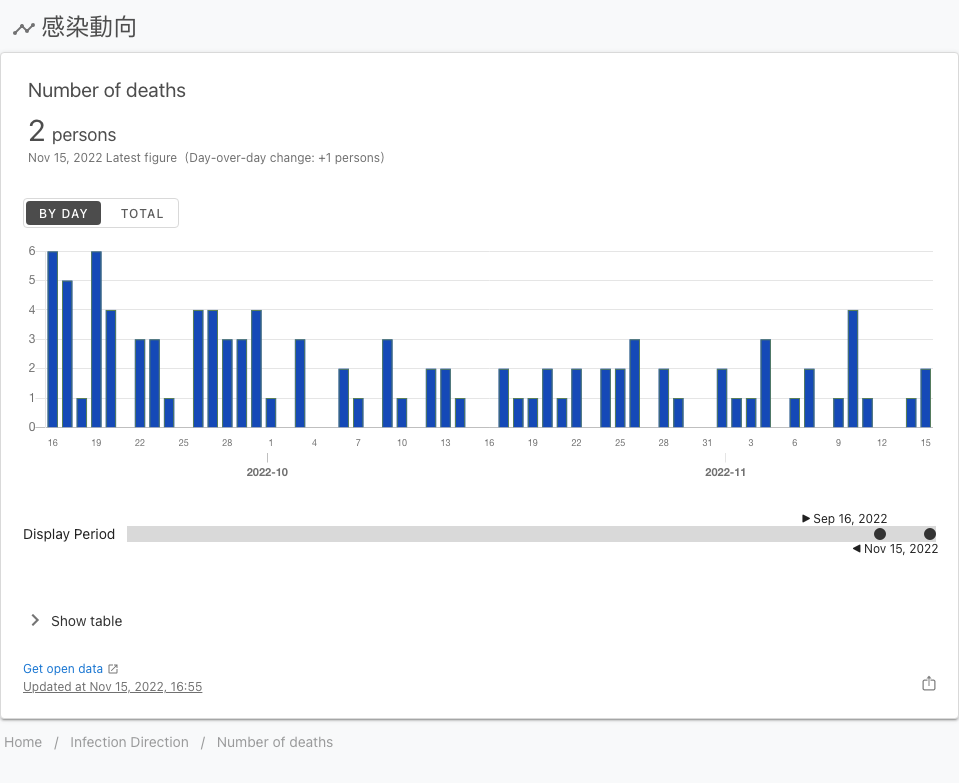 感染動向
Number of deaths
2 persons
Nov 15, 2022 Latest figure (Day-over-day change: +1 persons)
BY DAY TOTAL
6
5
4
3
2
1
0
16 19 22 25 28 1 4 7 10 13 16 19 22 25 28 31 3 6 9 12 15
2022-10 2022-11
Sep 16, 2022
Display Period
Nov 15, 2022
Show table
Get open data
Updated at Nov 15, 2022, 16:55
Home / Infection Direction / Number of deaths